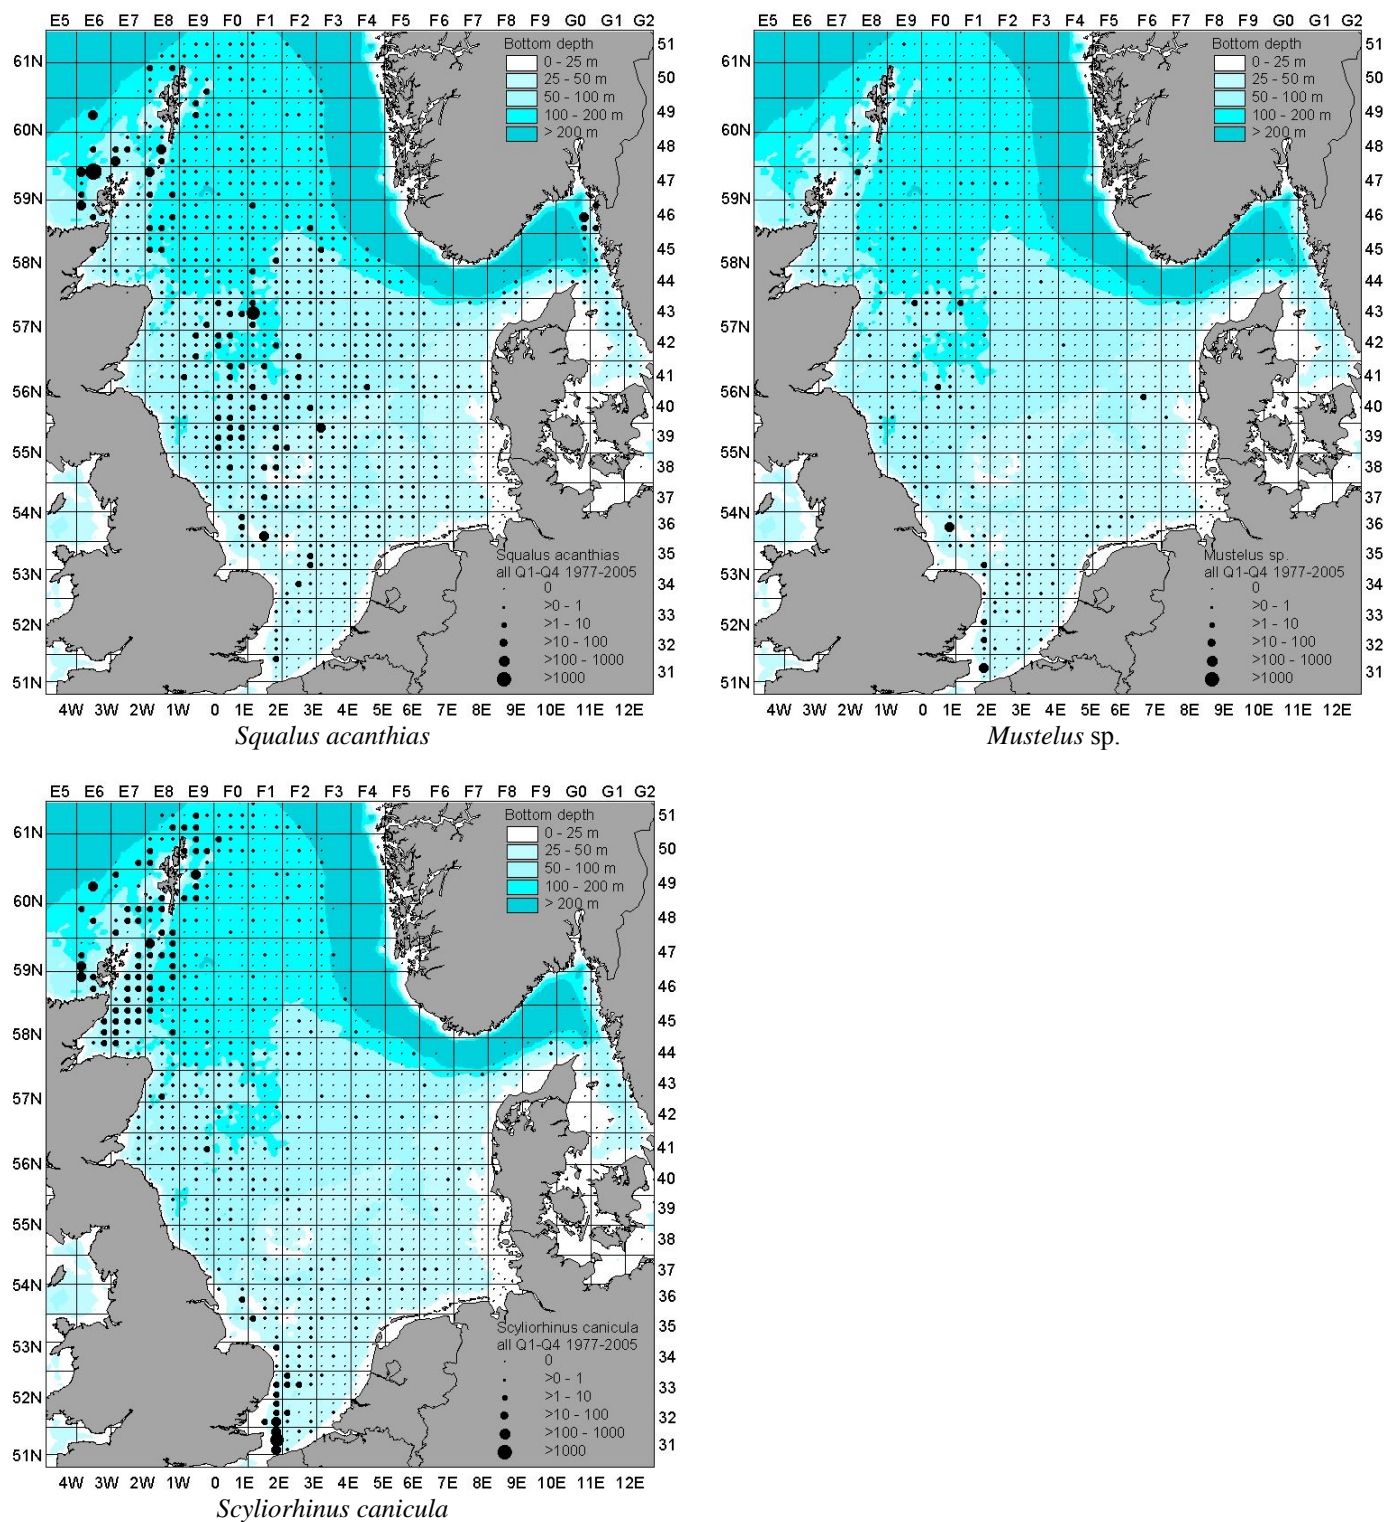 E5 E6 E7 E8 E9 F0 F1 F2 F3 F4 F5 F6 F7 F8 F9 G0 G1 G2
Bottom depth
0 - 25 m
25 - 50 m
50 - 100 m
100 - 200 m
> 200 m
61N
60N
59N
58N
57N
56N
55N
54N
53N
52N
51N
51
50
49
48
47
46
45
44
43
42
41
40
39
38
37
36
35
34
33
32
31
Squalus acanthias
all Q1-Q4 1977-2005
0
>0 - 1
>1 - 10
>10 - 100
>100 - 1000
>1000
4W 3W 2W 1W 0 1E 2E 3E 4E 5E 6E 7E 8E 9E 10E 11E 12E
Squalus acanthias
E5 E6 E7 E8 E9 F0 F1 F2 F3 F4 F5 F6 F7 F8 F9 G0 G1 G2
Bottom depth
0 - 25 m
25 - 50 m
50 - 100 m
100 - 200 m
> 200 m
61N
60N
59N
58N
57N
56N
55N
54N
53N
52N
51N
51
50
49
48
47
46
45
44
43
42
41
40
39
38
37
36
35
34
33
32
31
Mustelus sp.
all Q1-Q4 1977-2005
0
>0 - 1
>1 - 10
>10 - 100
>100 - 1000
>1000
4W 3W 2W 1W 0 1E 2E 3E 4E 5E 6E 7E 8E 9E 10E 11E 12E
Mustelus sp.
E5 E6 E7 E8 E9 F0 F1 F2 F3 F4 F5 F6 F7 F8 F9 G0 G1 G2
Bottom depth
0 - 25 m
25 - 50 m
50 - 100 m
100 - 200 m
> 200 m
61N
60N
59N
58N
57N
56N
55N
54N
53N
52N
51N
51
50
49
48
47
46
45
44
43
42
41
40
39
38
37
36
35
34
33
32
31
Scyliorhinus canicula
all Q1-Q4 1977-2005
0
>0 - 1
>1 - 10
>10 - 100
>100 - 1000
>1000
4W 3W 2W 1W 0 1E 2E 3E 4E 5E 6E 7E 8E 9E 10E 11E 12E
Scyliorhinus canicula